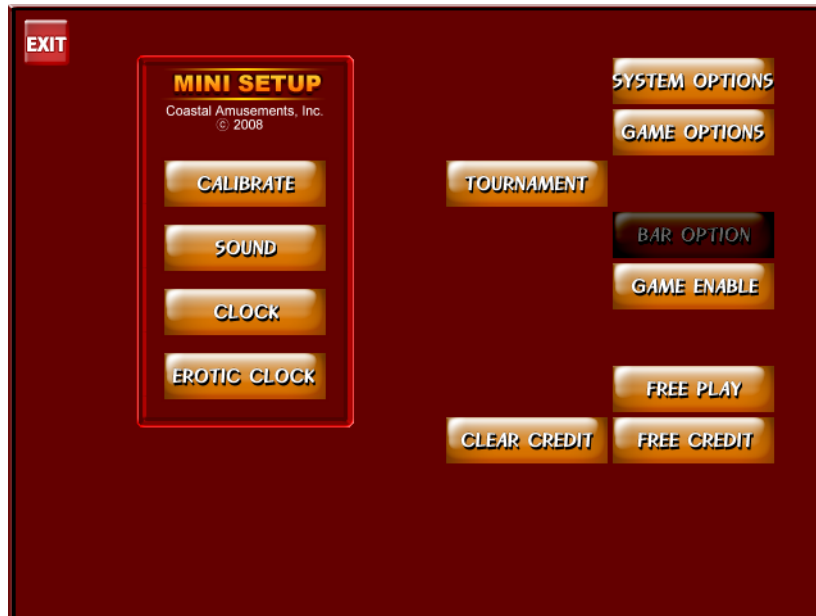 EXIT
MINI SETUP
Coastal Amusements, Inc.
© 2008
CALIBRATE
SOUND
CLOCK
EROTIC CLOCK
SYSTEM OPTIONS
GAME OPTIONS
TOURNAMENT
BAR OPTION
GAME ENABLE
FREE PLAY
CLEAR CREDIT
FREE CREDIT